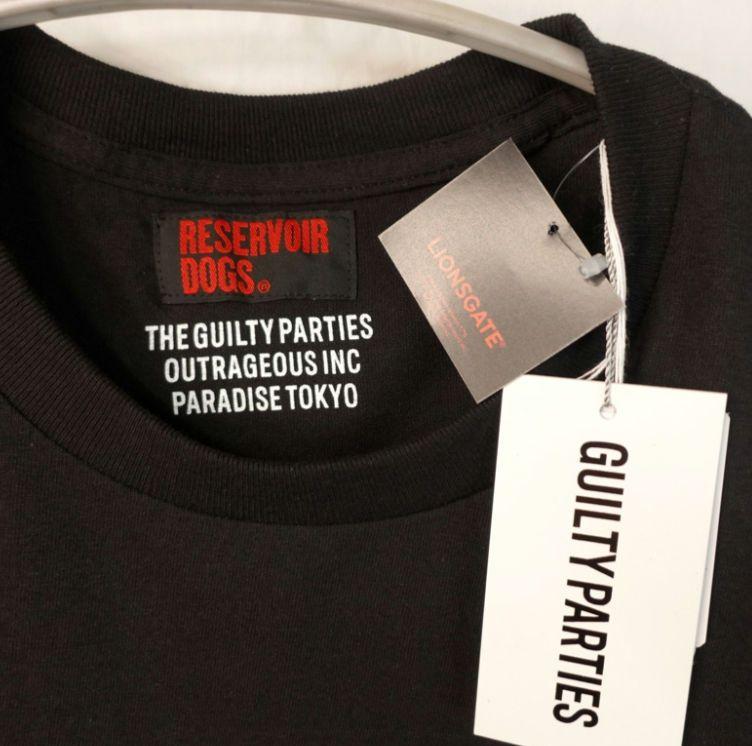 RESERVOIR
DOGS®
THE GUILTY PARTIES
OUTRAGEOUS INC
PARADISE TOKYO
LIONSGATE®
GUILTY PARTIES